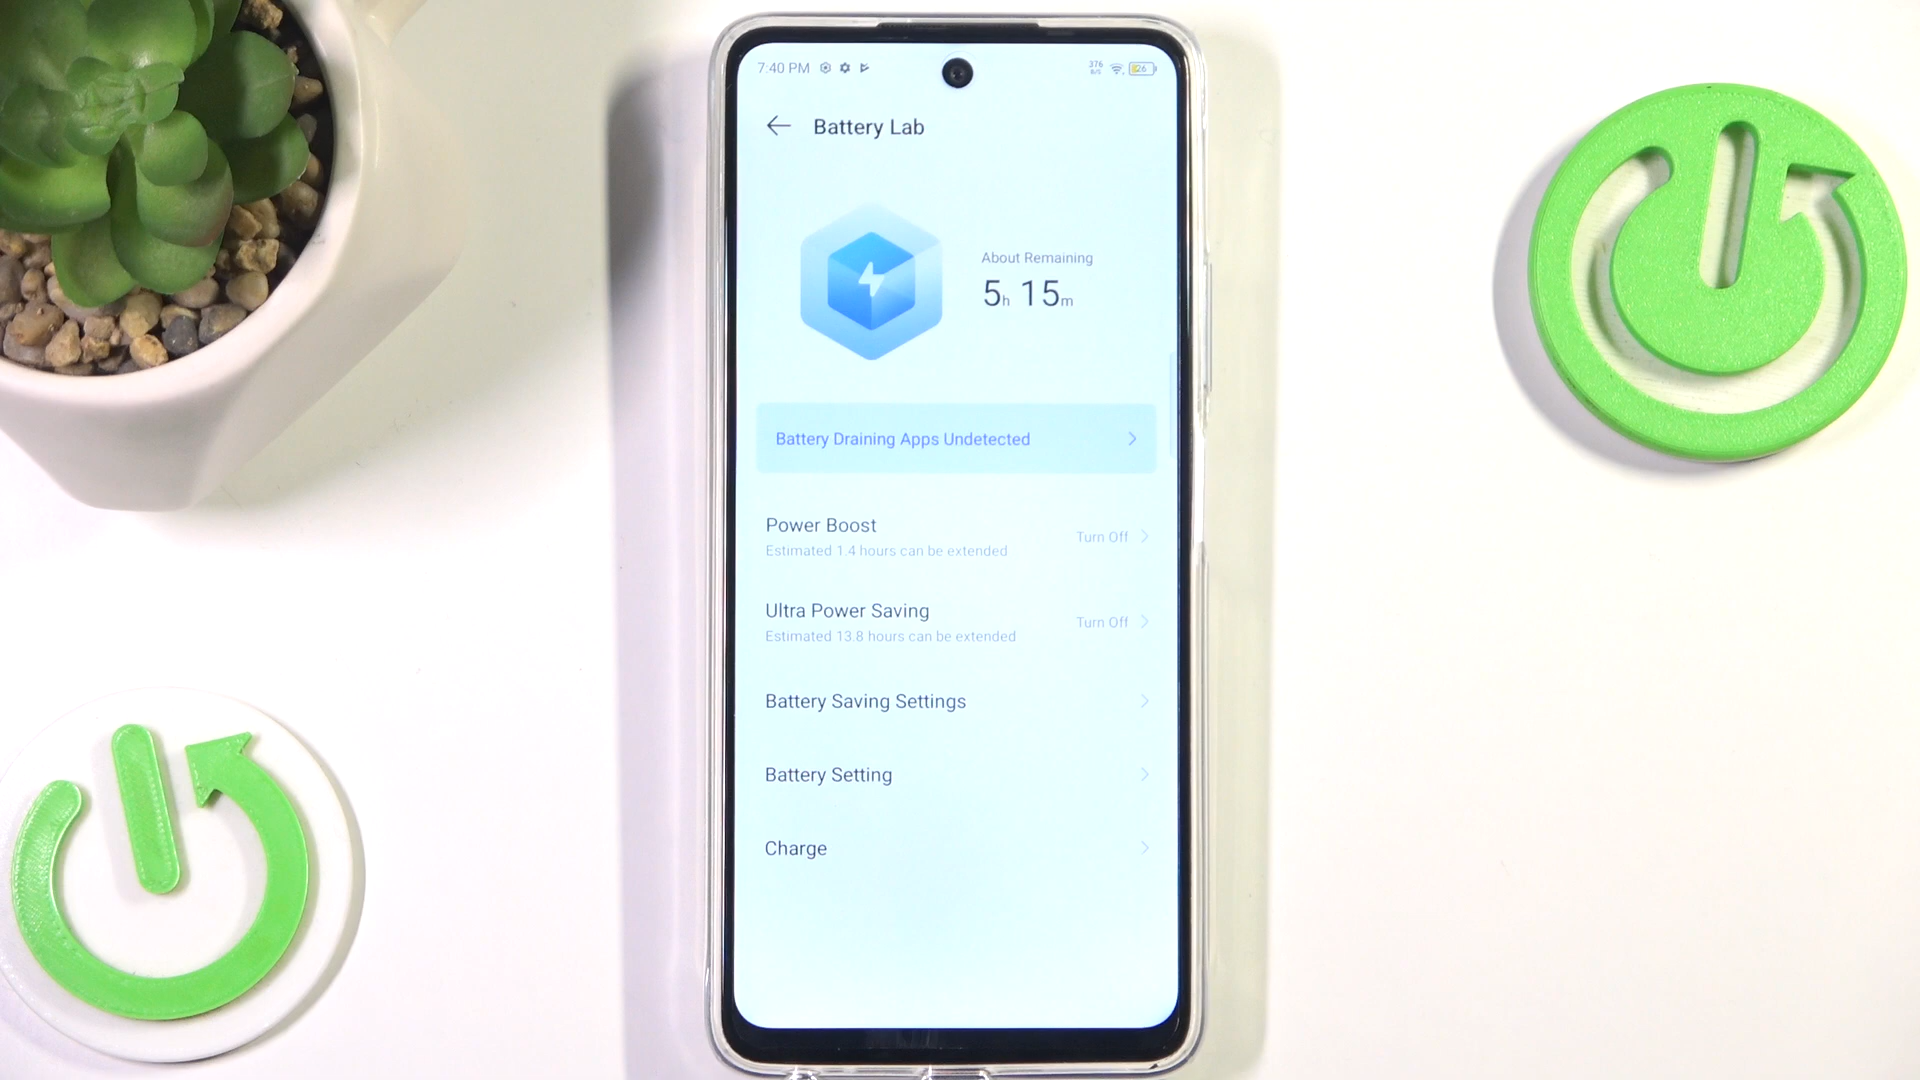 7:40 PM 376 B/S 26
Battery Lab
About Remaining
5h 15m
Battery Draining Apps Undetected
Power Boost
Estimated 1.4 hours can be extended
Turn Off
Ultra Power Saving
Estimated 13.8 hours can be extended
Turn Off
Battery Saving Settings
Battery Setting
Charge